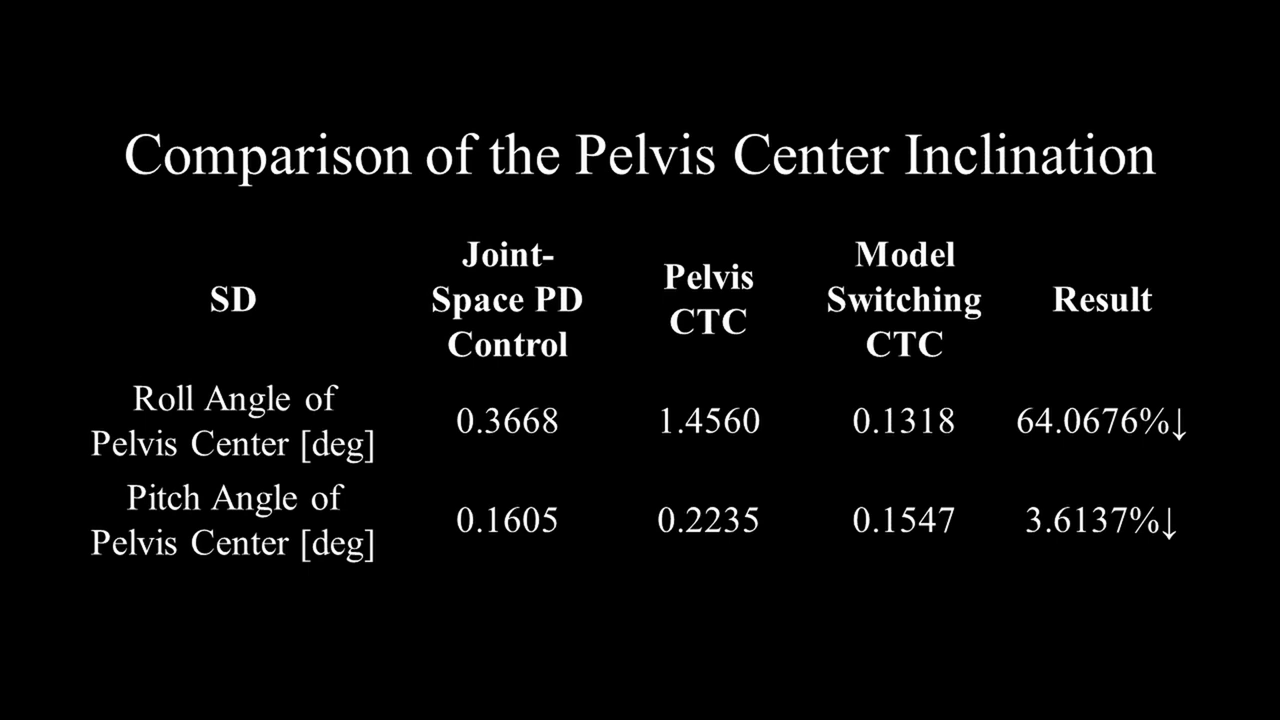 Comparison of the Pelvis Center Inclination
SD
Joint-
Space PD
Control
Pelvis
CTC
Model
Switching
CTC
Result
Roll Angle of
Pelvis Center [deg]
0.3668
1.4560
0.1318
64.0676%↓
Pitch Angle of
Pelvis Center [deg]
0.1605
0.2235
0.1547
3.6137%↓